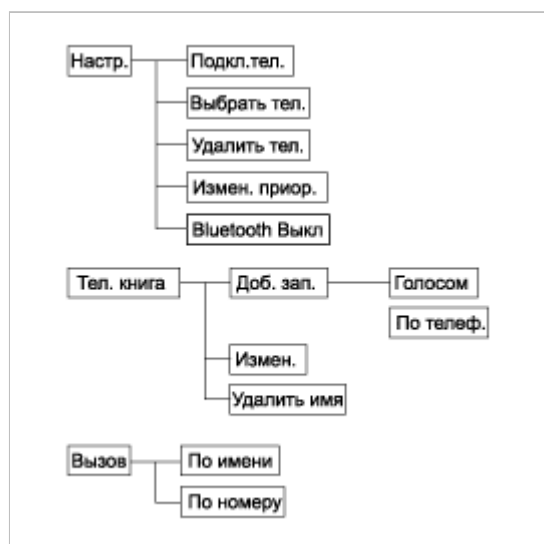 Настр.
Подкл.тел.
Выбрать тел.
Удалить тел.
Измен. приор.
Bluetooth Выкл
Тел. книга
Доб. зап.
Голосом
По телеф.
Измен.
Удалить имя
Вызов
По имени
По номеру